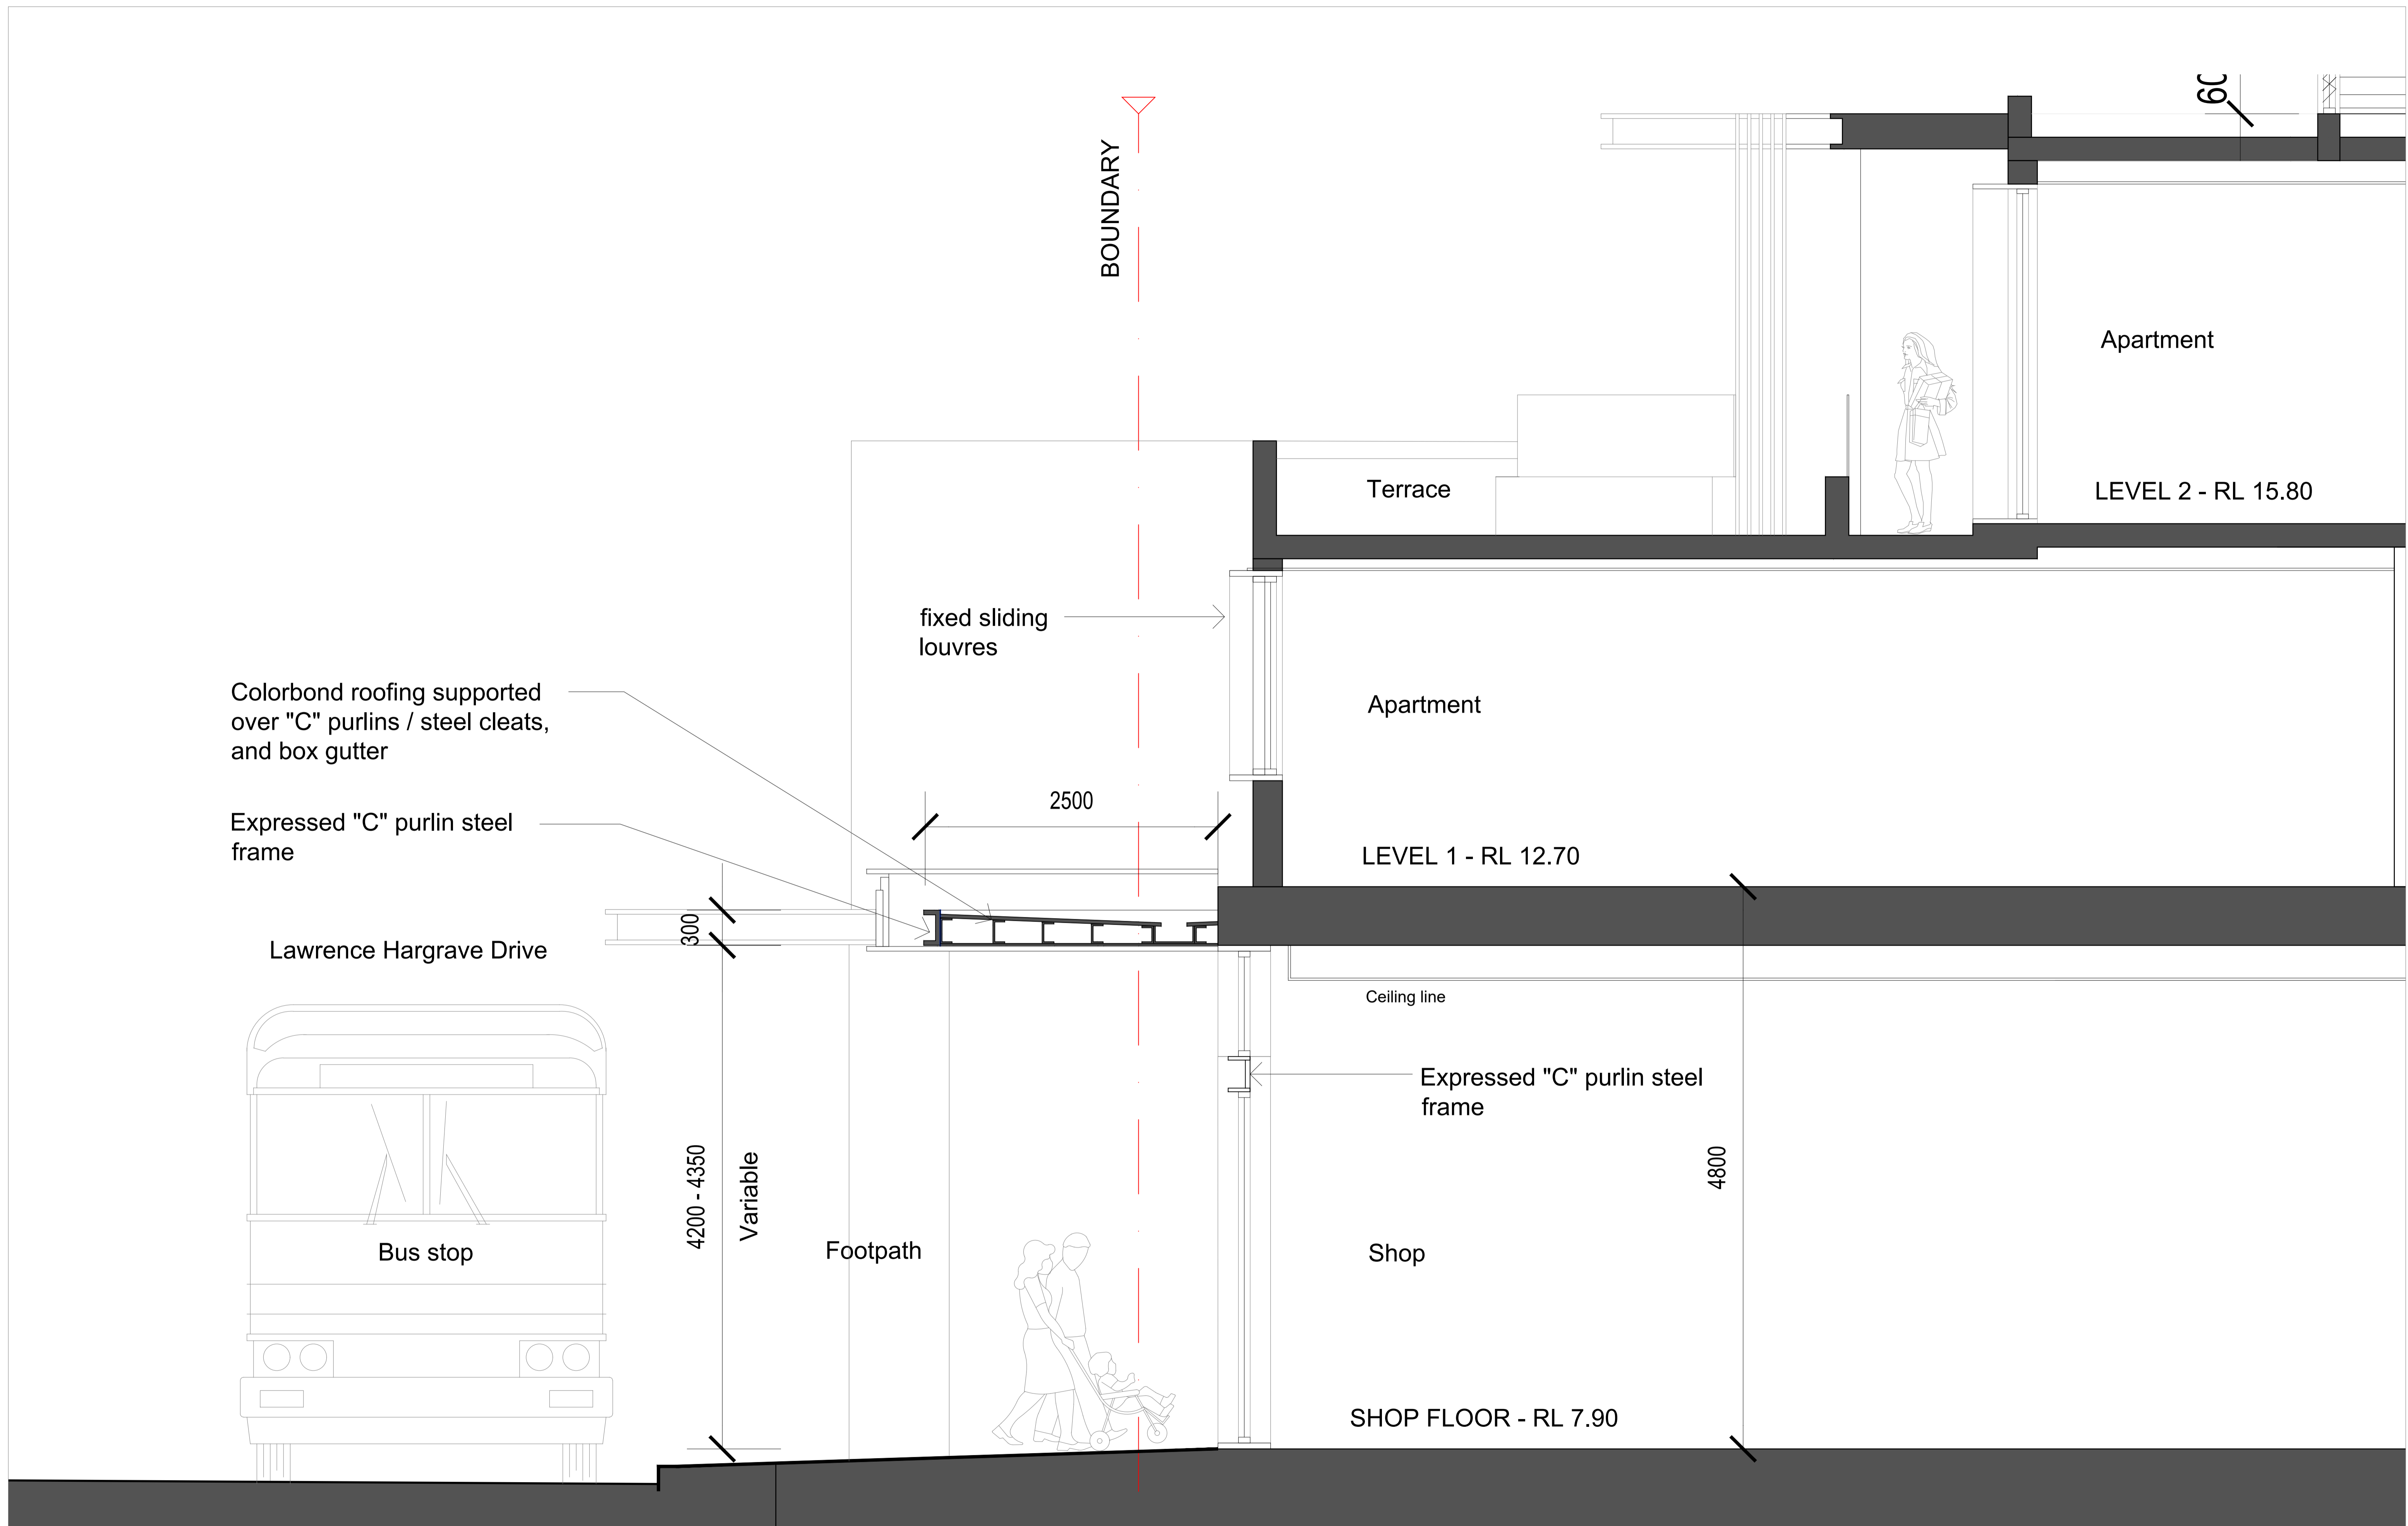 60
BOUNDARY
Apartment
Terrace
LEVEL 2 - RL 15.80
fixed sliding
louvres
Colorbond roofing supported
over "C" purlins / steel cleats,
and box gutter
Apartment
2500
Expressed "C" purlin steel
frame
LEVEL 1 - RL 12.70
300
Lawrence Hargrave Drive
Ceiling line
Expressed "C" purlin steel
frame
4200 - 4350
Variable
4800
Bus stop
Footpath
Shop
SHOP FLOOR - RL 7.90